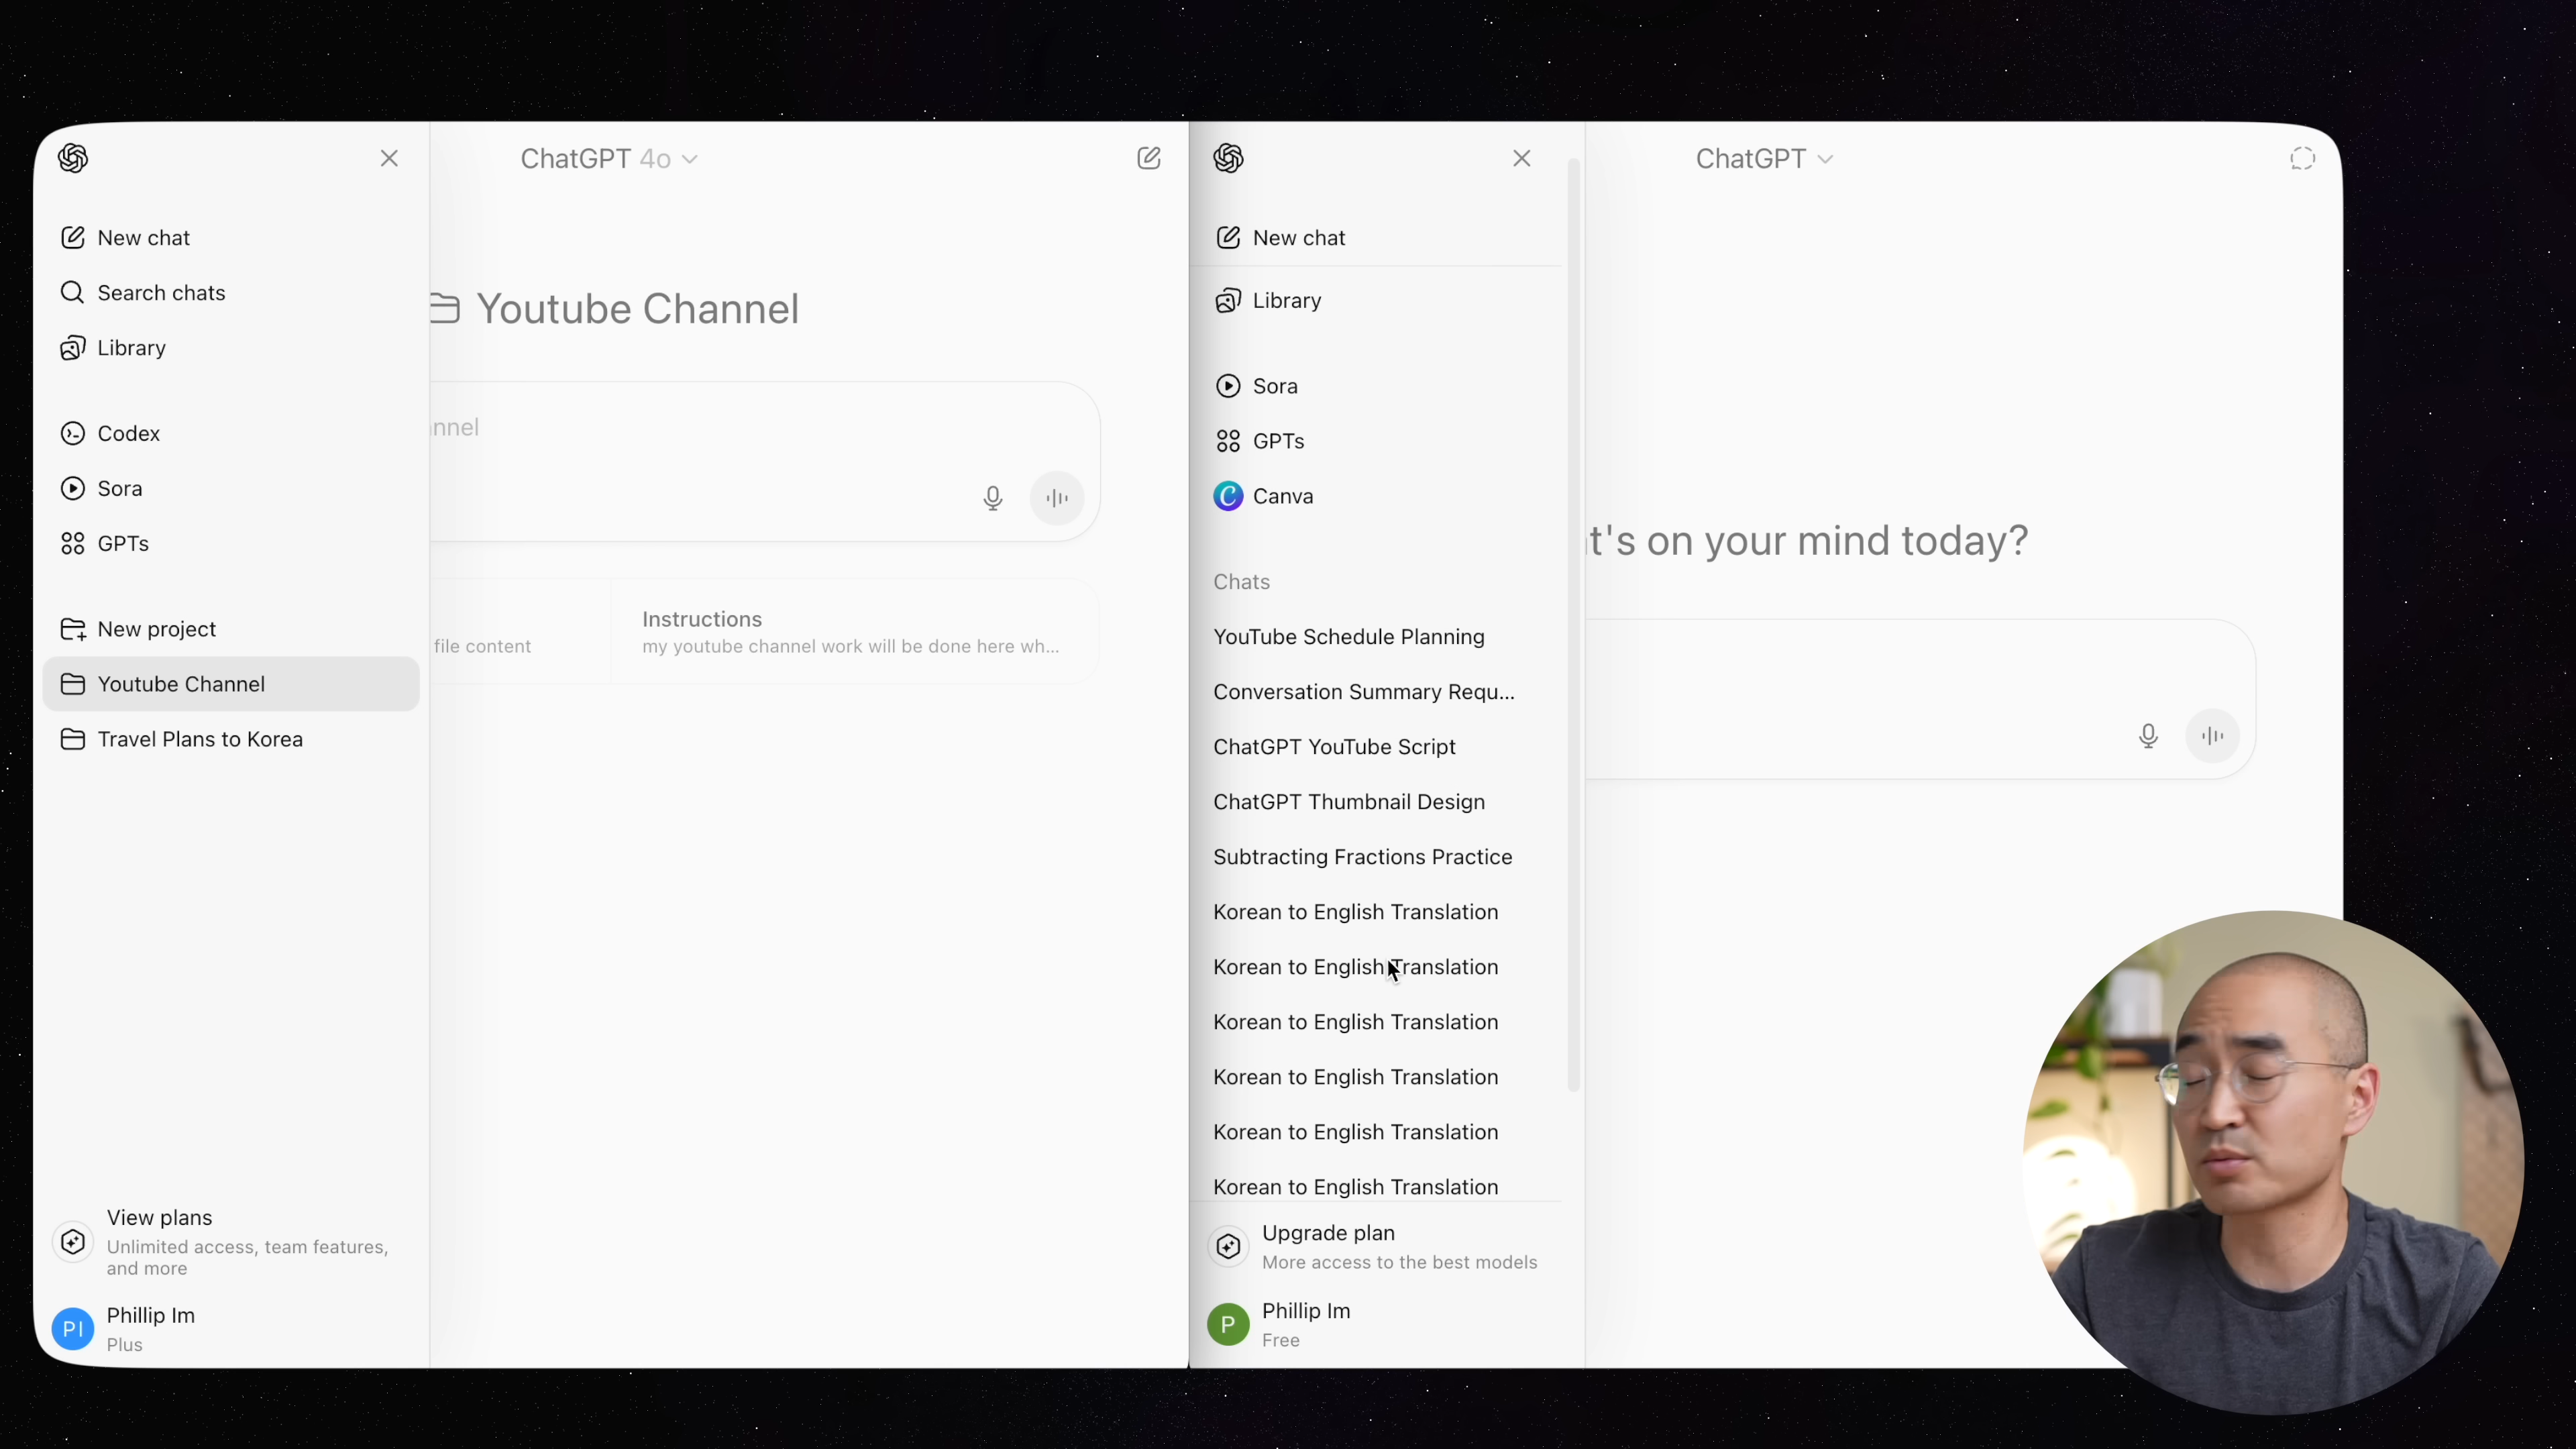 ChatGPT 4o
New chat
Search chats
Library
Codex
Sora
GPTs
New project
Youtube Channel
Travel Plans to Korea
View plans
Unlimited access, team features,
and more
PI
Phillip Im
Plus
Youtube Channel
nnel
file content
Instructions
my youtube channel work will be done here wh...
ChatGPT
New chat
Library
Sora
GPTs
C
Canva
Chats
YouTube Schedule Planning
Conversation Summary Requ...
ChatGPT YouTube Script
ChatGPT Thumbnail Design
Subtracting Fractions Practice
Korean to English Translation
Korean to English Translation
Korean to English Translation
Korean to English Translation
Korean to English Translation
Korean to English Translation
Upgrade plan
More access to the best models
P
Phillip Im
Free
t's on your mind today?